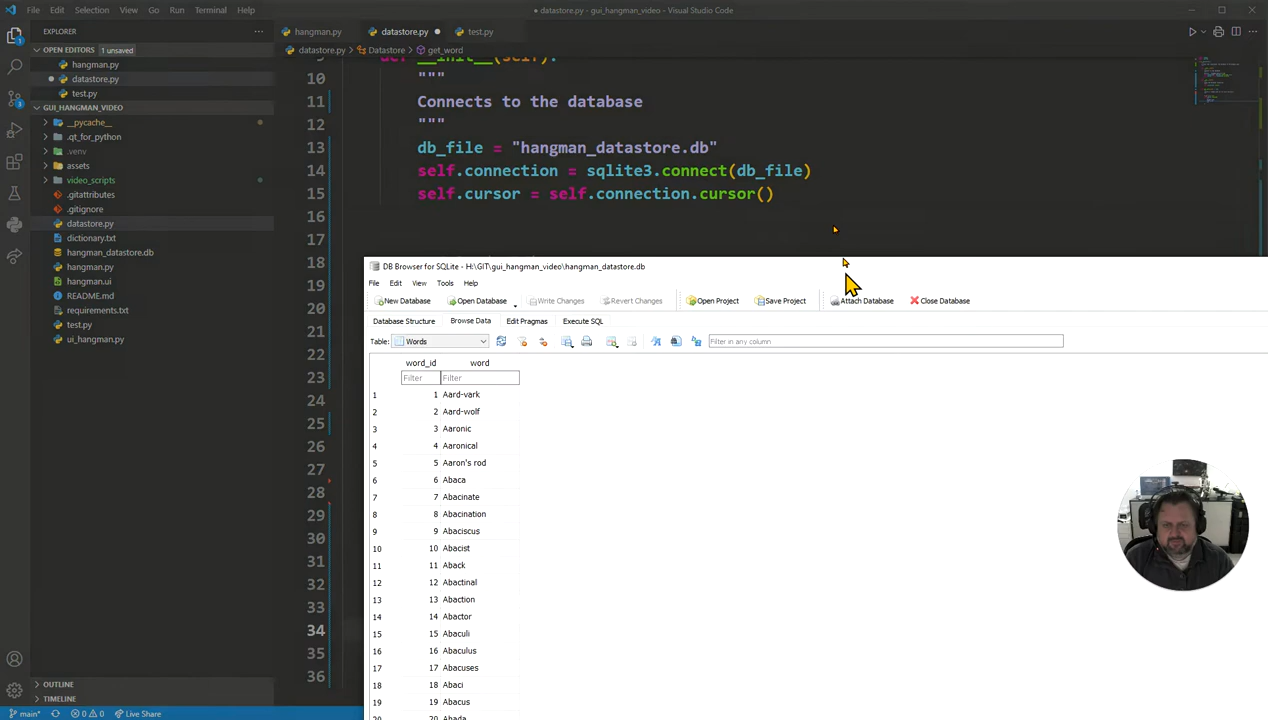 File Edit Selection View Go Run Terminal Help
● datastore.py - gui_hangman_video - Visual Studio Code
EXPLORER
OPEN EDITORS 1 unsaved
hangman.py
datastore.py
test.py
GUI_HANGMAN_VIDEO
__pycache__
.qt_for_python
.venv
assets
video_scripts
.gitattributes
.gitignore
datastore.py
dictionary.txt
hangman_datastore.db
hangman.py
hangman.ui
README.md
requirements.txt
test.py
ui_hangman.py
OUTLINE
TIMELINE
main* 0 0 Live Share
hangman.py datastore.py ● test.py
datastore.py > Datastore > get_word
9 def __init__(self):
10 """
11 Connects to the database
12 """
13 db_file = "hangman_datastore.db"
14 self.connection = sqlite3.connect(db_file)
15 self.cursor = self.connection.cursor()
16
17
18
19
20
21
22
23
24
25
26
27
28
29
30
31
32
33
34
35
36
DB Browser for SQLite - H:\GIT\gui_hangman_video\hangman_datastore.db
File Edit View Tools Help
New Database Open Database Write Changes Revert Changes Open Project Save Project Attach Database Close Database
Database Structure Browse Data Edit Pragmas Execute SQL
Table: Words Filter in any column
word_id word
Filter Filter
1 1 Aard-vark
2 2 Aard-wolf
3 3 Aaronic
4 4 Aaronical
5 5 Aaron's rod
6 6 Abaca
7 7 Abacinate
8 8 Abacination
9 9 Abaciscus
10 10 Abacist
11 11 Aback
12 12 Abactinal
13 13 Abaction
14 14 Abactor
15 15 Abaculi
16 16 Abaculus
17 17 Abacuses
18 18 Abaci
19 19 Abacus
20 20 Abada